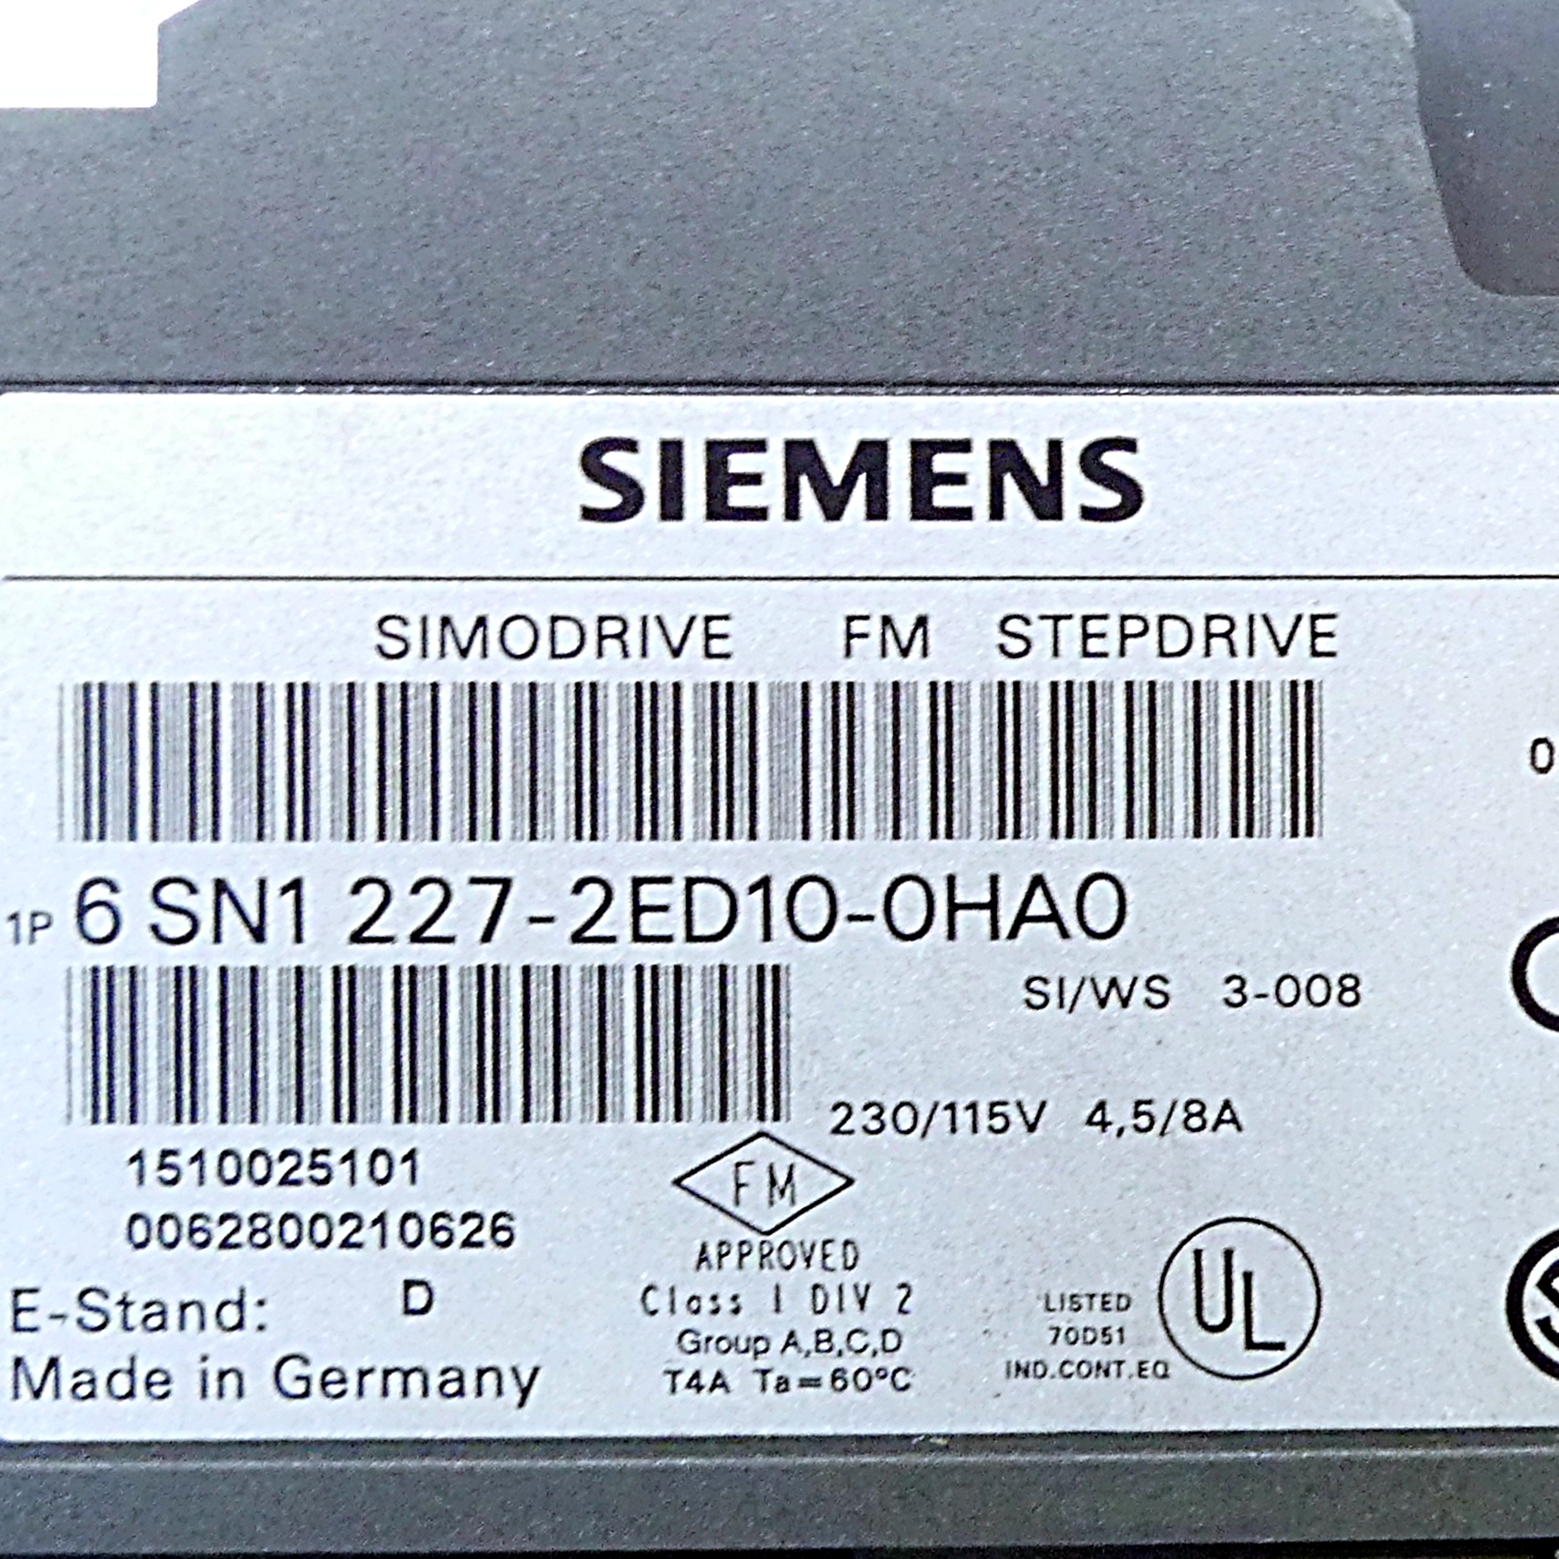 SIEMENS
SIMODRIVE FM STEPDRIVE
1P 6 SN1 227-2ED10-0HA0
SI/WS 3-008
230/115V 4,5/8A
1510025101
0062800210626
E-Stand: D
Made in Germany
FM
APPROVED
Class I DIV 2
Group A,B,C,D
T4A Ta=60°C
LISTED
70D51
IND.CONT.EQ
UL